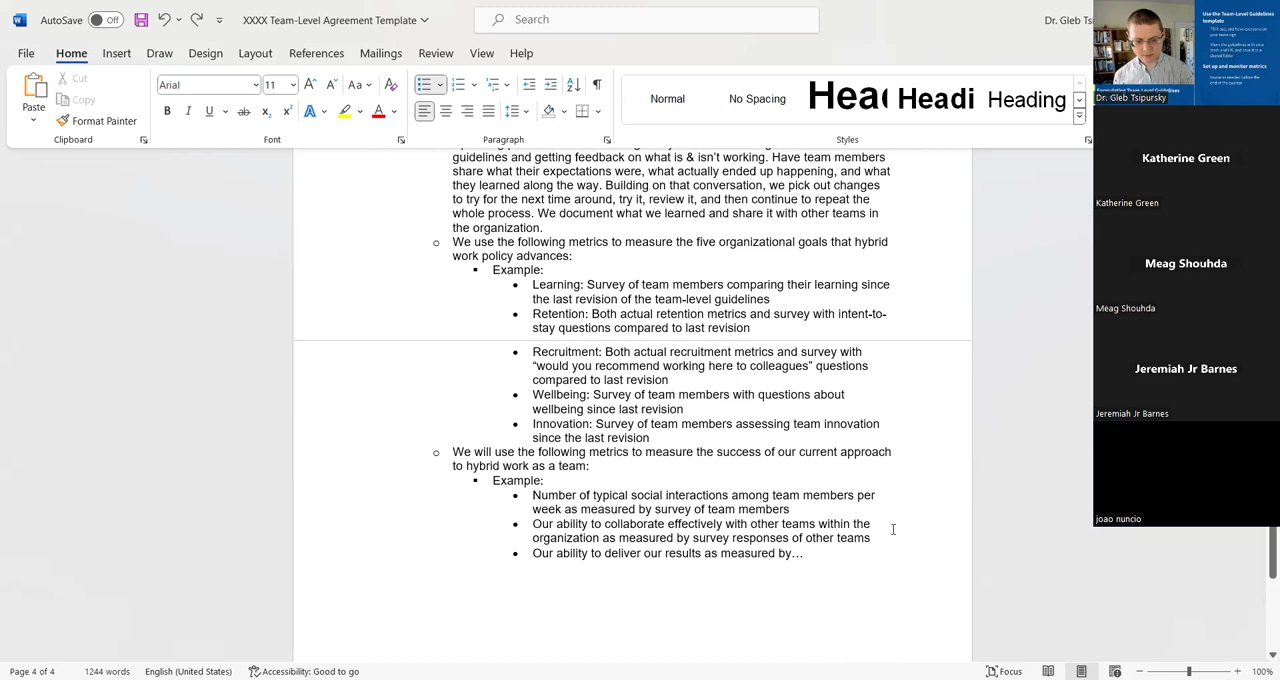 AutoSave
Off
XXXX Team-Level Agreement Template
Search
Dr. Gleb Tsi
File Home Insert Draw Design Layout References Mailings Review View Help
Paste
Cut
Copy
Format Painter
Clipboard
Arial
11
Font
Paragraph
Normal
No Spacing
Headi
Heading
Styles
guidelines and getting feedback on what is & isn't working. Have team members
share what their expectations were, what actually ended up happening, and what
they learned along the way. Building on that conversation, we pick out changes
to try for the next time around, try it, review it, and then continue to repeat the
whole process. We document what we learned and share it with other teams in
the organization.
o We use the following metrics to measure the five organizational goals that hybrid
work policy advances:
▪ Example:
• Learning: Survey of team members comparing their learning since
the last revision of the team-level guidelines
• Retention: Both actual retention metrics and survey with intent-to-
stay questions compared to last revision
• Recruitment: Both actual recruitment metrics and survey with
“would you recommend working here to colleagues” questions
compared to last revision
• Wellbeing: Survey of team members with questions about
wellbeing since last revision
• Innovation: Survey of team members assessing team innovation
since the last revision
o We will use the following metrics to measure the success of our current approach
to hybrid work as a team:
▪ Example:
• Number of typical social interactions among team members per
week as measured by survey of team members
• Our ability to collaborate effectively with other teams within the
organization as measured by survey responses of other teams
• Our ability to deliver our results as measured by…
Page 4 of 4
1244 words
English (United States)
Accessibility: Good to go
Focus
100%
Use the Team-Level Guidelines
template
Set up and monitor metrics
Dr. Gleb Tsipursky
Katherine Green
Katherine Green
Meag Shouhda
Meag Shouhda
Jeremiah Jr Barnes
Jeremiah Jr Barnes
joao nuncio